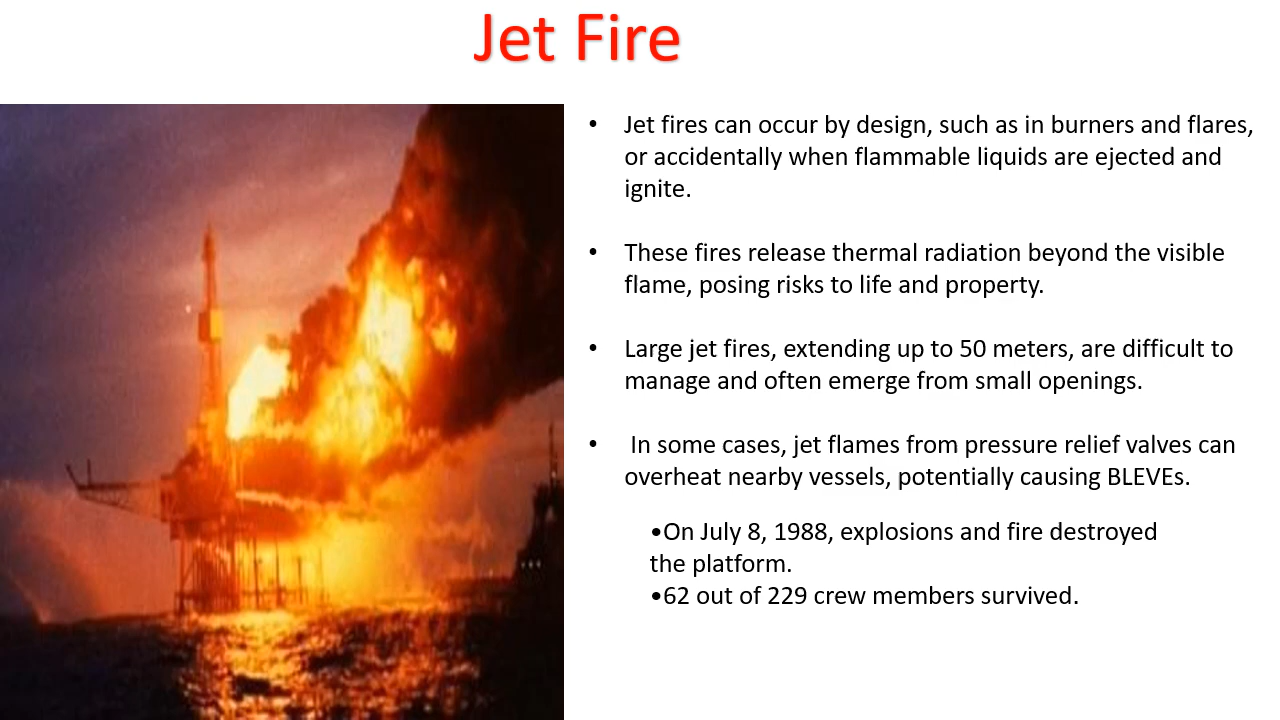 Jet Fire
• Jet fires can occur by design, such as in burners and flares,
or accidentally when flammable liquids are ejected and
ignite.
• These fires release thermal radiation beyond the visible
flame, posing risks to life and property.
• Large jet fires, extending up to 50 meters, are difficult to
manage and often emerge from small openings.
• In some cases, jet flames from pressure relief valves can
overheat nearby vessels, potentially causing BLEVEs.
•On July 8, 1988, explosions and fire destroyed
the platform.
•62 out of 229 crew members survived.